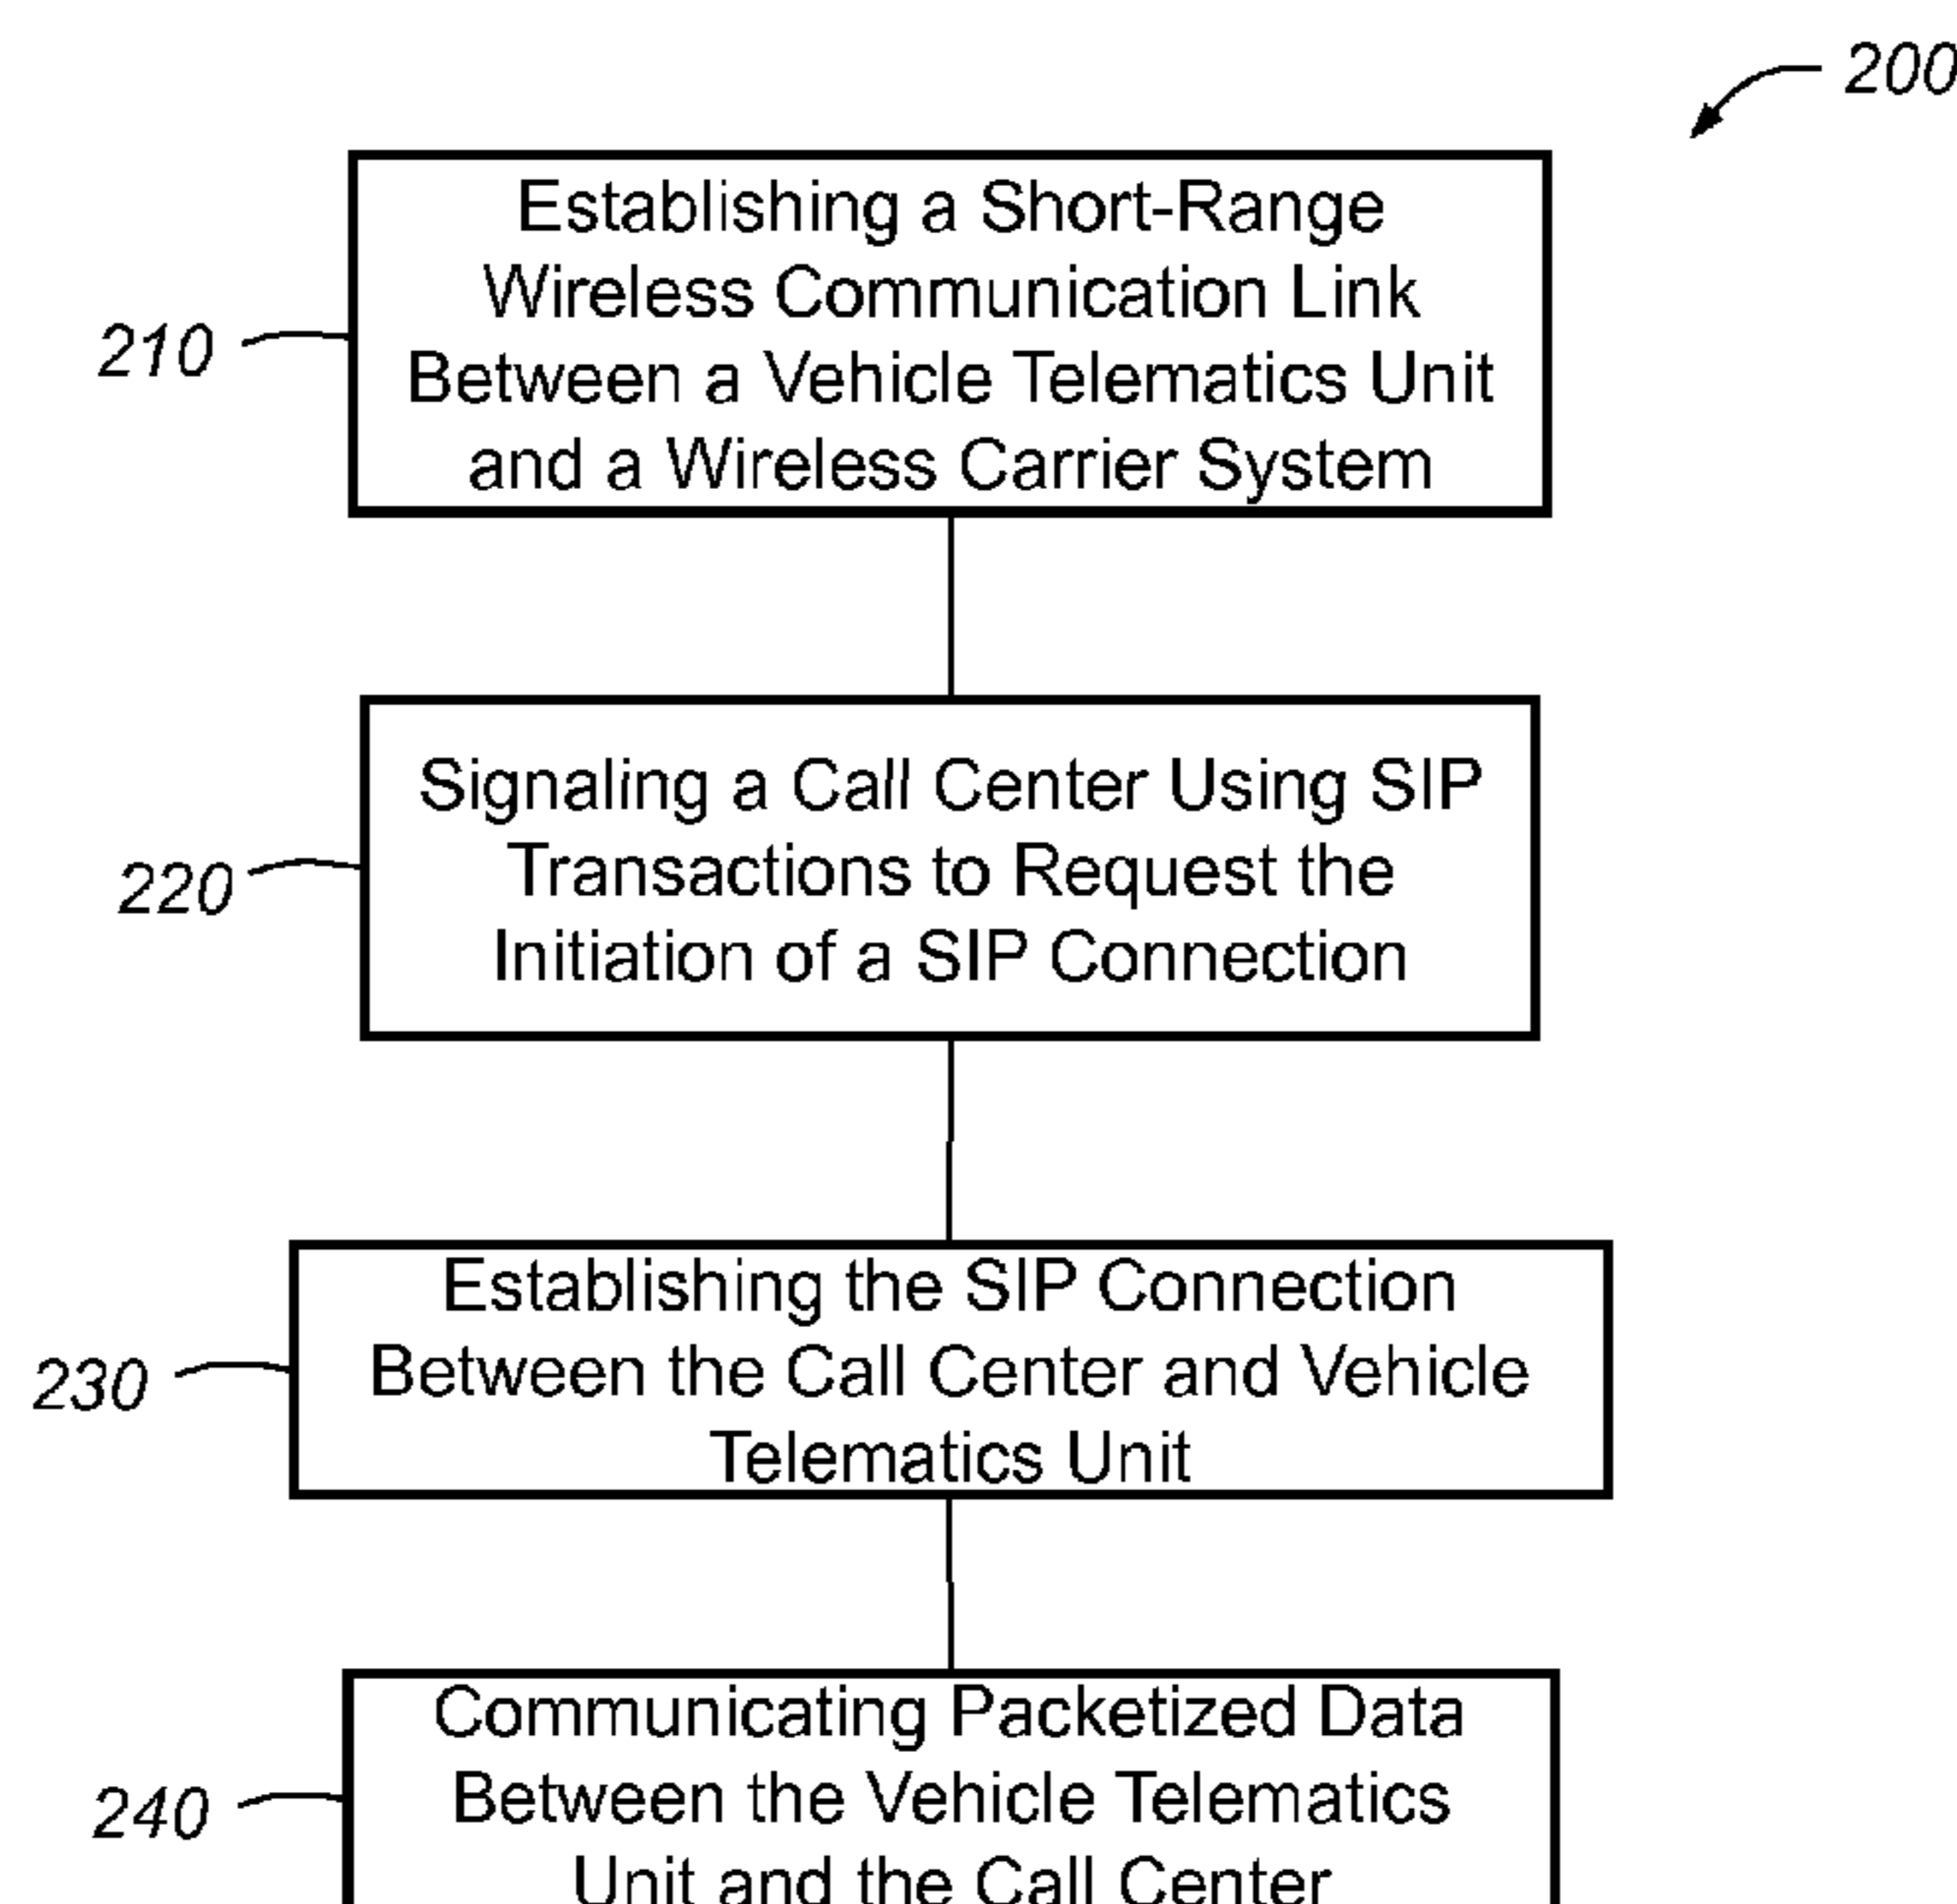 200
Establishing a Short-Range
Wireless Communication Link
Between a Vehicle Telematics Unit
and a Wireless Carrier System
210
Signaling a Call Center Using SIP
Transactions to Request the
Initiation of a SIP Connection
220
Establishing the SIP Connection
Between the Call Center and Vehicle
Telematics Unit
230
Communicating Packetized Data
Between the Vehicle Telematics
Unit and the Call Center
240